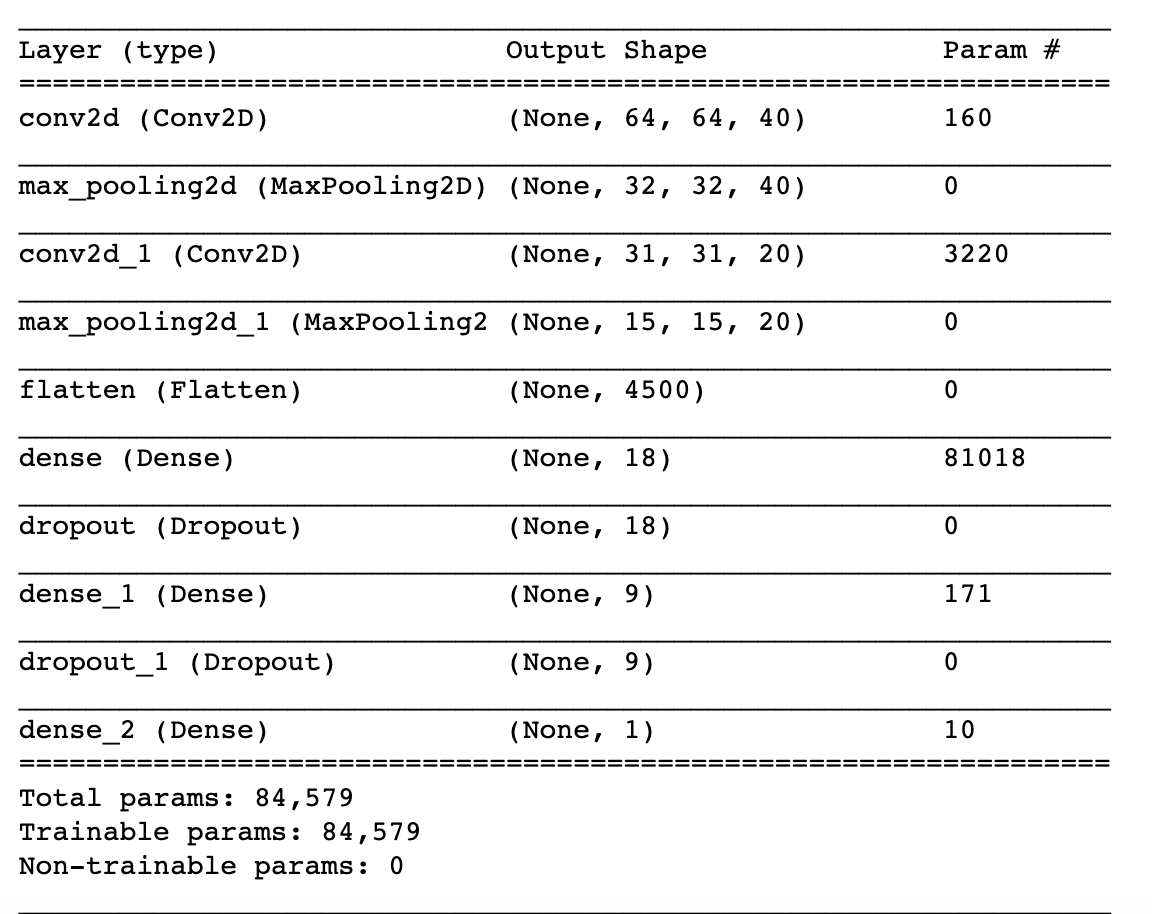 Layer (type) Output Shape Param #
conv2d (Conv2D) (None, 64, 64, 40) 160
max_pooling2d (MaxPooling2D) (None, 32, 32, 40) 0
conv2d_1 (Conv2D) (None, 31, 31, 20) 3220
max_pooling2d_1 (MaxPooling2 (None, 15, 15, 20) 0
flatten (Flatten) (None, 4500) 0
dense (Dense) (None, 18) 81018
dropout (Dropout) (None, 18) 0
dense_1 (Dense) (None, 9) 171
dropout_1 (Dropout) (None, 9) 0
dense_2 (Dense) (None, 1) 10
Total params: 84,579
Trainable params: 84,579
Non-trainable params: 0